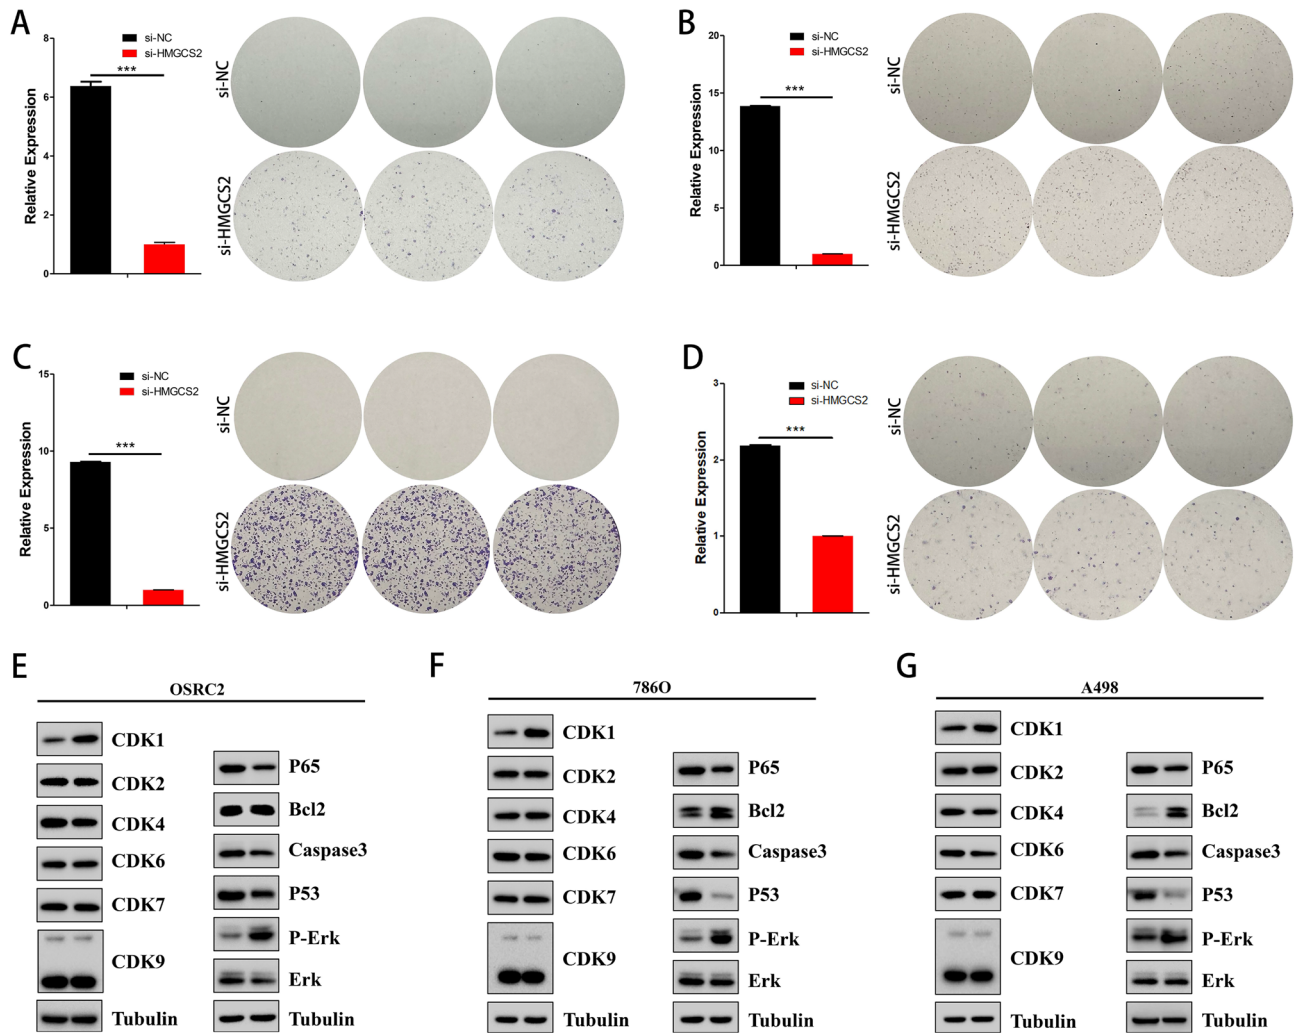 A
si-NC
si-HMGCS2
***
8
6
4
2
0
Relative Expression
si-NC
si-HMGCS2
B
si-NC
si-HMGCS2
***
20
15
10
5
0
Relative Expression
si-NC
si-HMGCS2
C
si-NC
si-HMGCS2
***
15
10
5
0
Relative Expression
si-NC
si-HMGCS2
D
si-NC
si-HMGCS2
***
3
2
1
0
Relative Expression
si-NC
si-HMGCS2
E
OSRC2
CDK1
CDK2
CDK4
CDK6
CDK7
CDK9
Tubulin
P65
Bcl2
Caspase3
P53
P-Erk
Erk
Tubulin
F
786O
CDK1
CDK2
CDK4
CDK6
CDK7
CDK9
Tubulin
P65
Bcl2
Caspase3
P53
P-Erk
Erk
Tubulin
G
A498
CDK1
CDK2
CDK4
CDK6
CDK7
CDK9
Tubulin
P65
Bcl2
Caspase3
P53
P-Erk
Erk
Tubulin